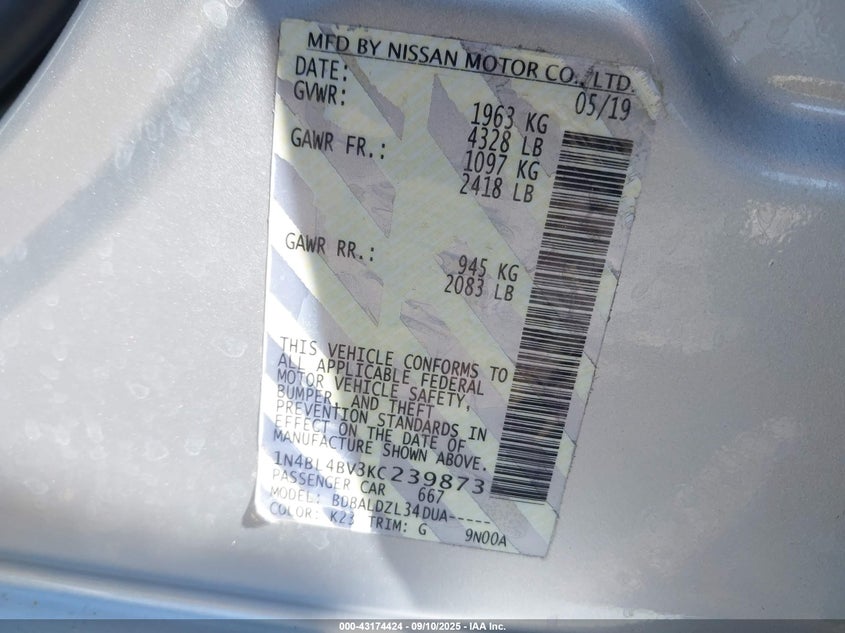 MFD BY NISSAN MOTOR CO., LTD.
DATE: 05/19
GVWR: 1963 KG
4328 LB
GAWR FR.: 1097 KG
2418 LB
GAWR RR.: 945 KG
2083 LB
THIS VEHICLE CONFORMS TO
ALL APPLICABLE FEDERAL
MOTOR VEHICLE SAFETY,
BUMPER, AND THEFT
PREVENTION STANDARDS IN
EFFECT ON THE DATE OF
MANUFACTURE SHOWN ABOVE.
1N4BL4BV3KC239873
PASSENGER CAR 667
MODEL: BDBALDZL34DUA-----
COLOR: K23 TRIM: G 9N00A
000-43174424 - 09/10/2025 - IAA Inc.